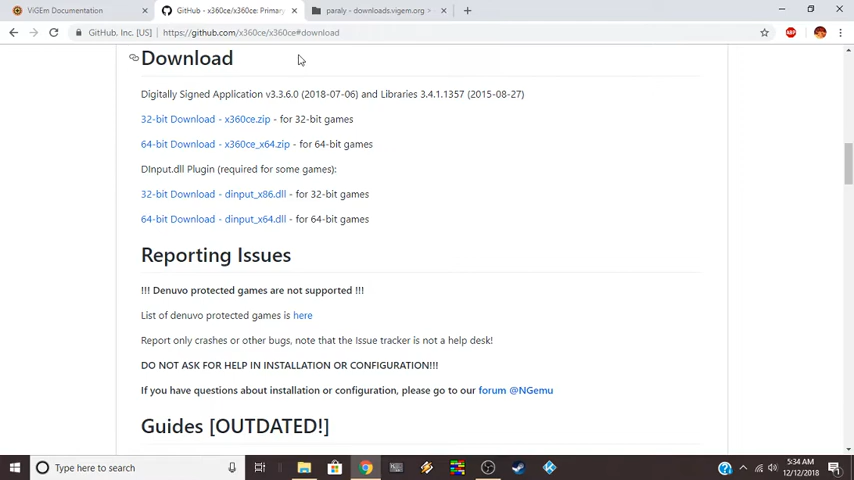 ViGEm Documentation
GitHub - x360ce/x360ce: Primary
paraly - downloads.vigem.org >
GitHub, Inc. [US]
https://github.com/x360ce/x360ce#download
ABP
Download
Digitally Signed Application v3.3.6.0 (2018-07-06) and Libraries 3.4.1.1357 (2015-08-27)
32-bit Download - x360ce.zip - for 32-bit games
64-bit Download - x360ce_x64.zip - for 64-bit games
DInput.dll Plugin (required for some games):
32-bit Download - dinput_x86.dll - for 32-bit games
64-bit Download - dinput_x64.dll - for 64-bit games
Reporting Issues
!!! Denuvo protected games are not supported !!!
List of denuvo protected games is here
Report only crashes or other bugs, note that the Issue tracker is not a help desk!
DO NOT ASK FOR HELP IN INSTALLATION OR CONFIGURATION!!!
If you have questions about installation or configuration, please go to our forum @NGemu
Guides [OUTDATED!]
Type here to search
5:34 AM
12/12/2018